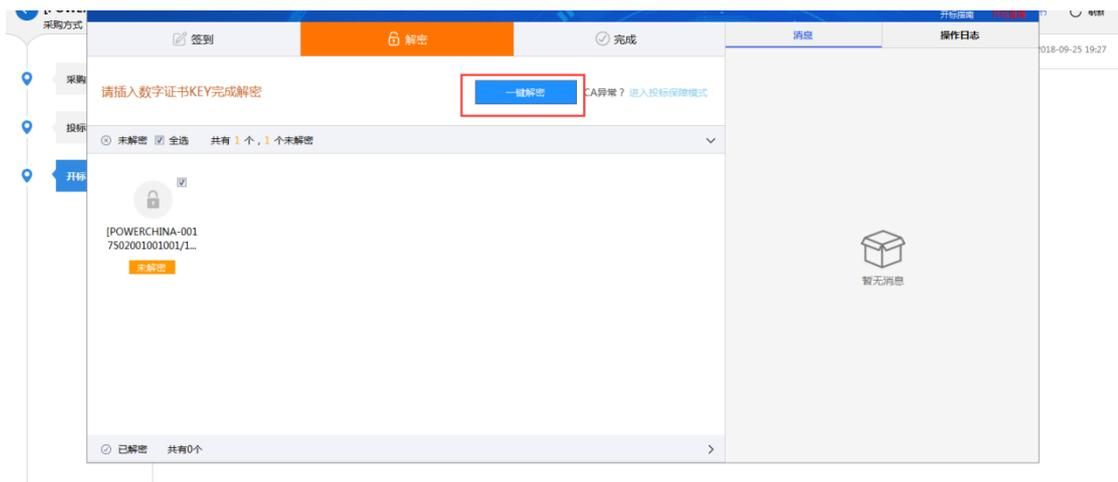 采购方式
开标指南
刷新
签到
解密
完成
消息
操作日志
2018-09-25 19:27
采购
请插入数字证书KEY完成解密
一键解密
CA异常？ 进入投标保障模式
投标
未解密 全选 共有 1 个，1 个未解密
开标
[POWERCHINA-001
7502001001001/1...
未解密
暂无消息
已解密 共有0个